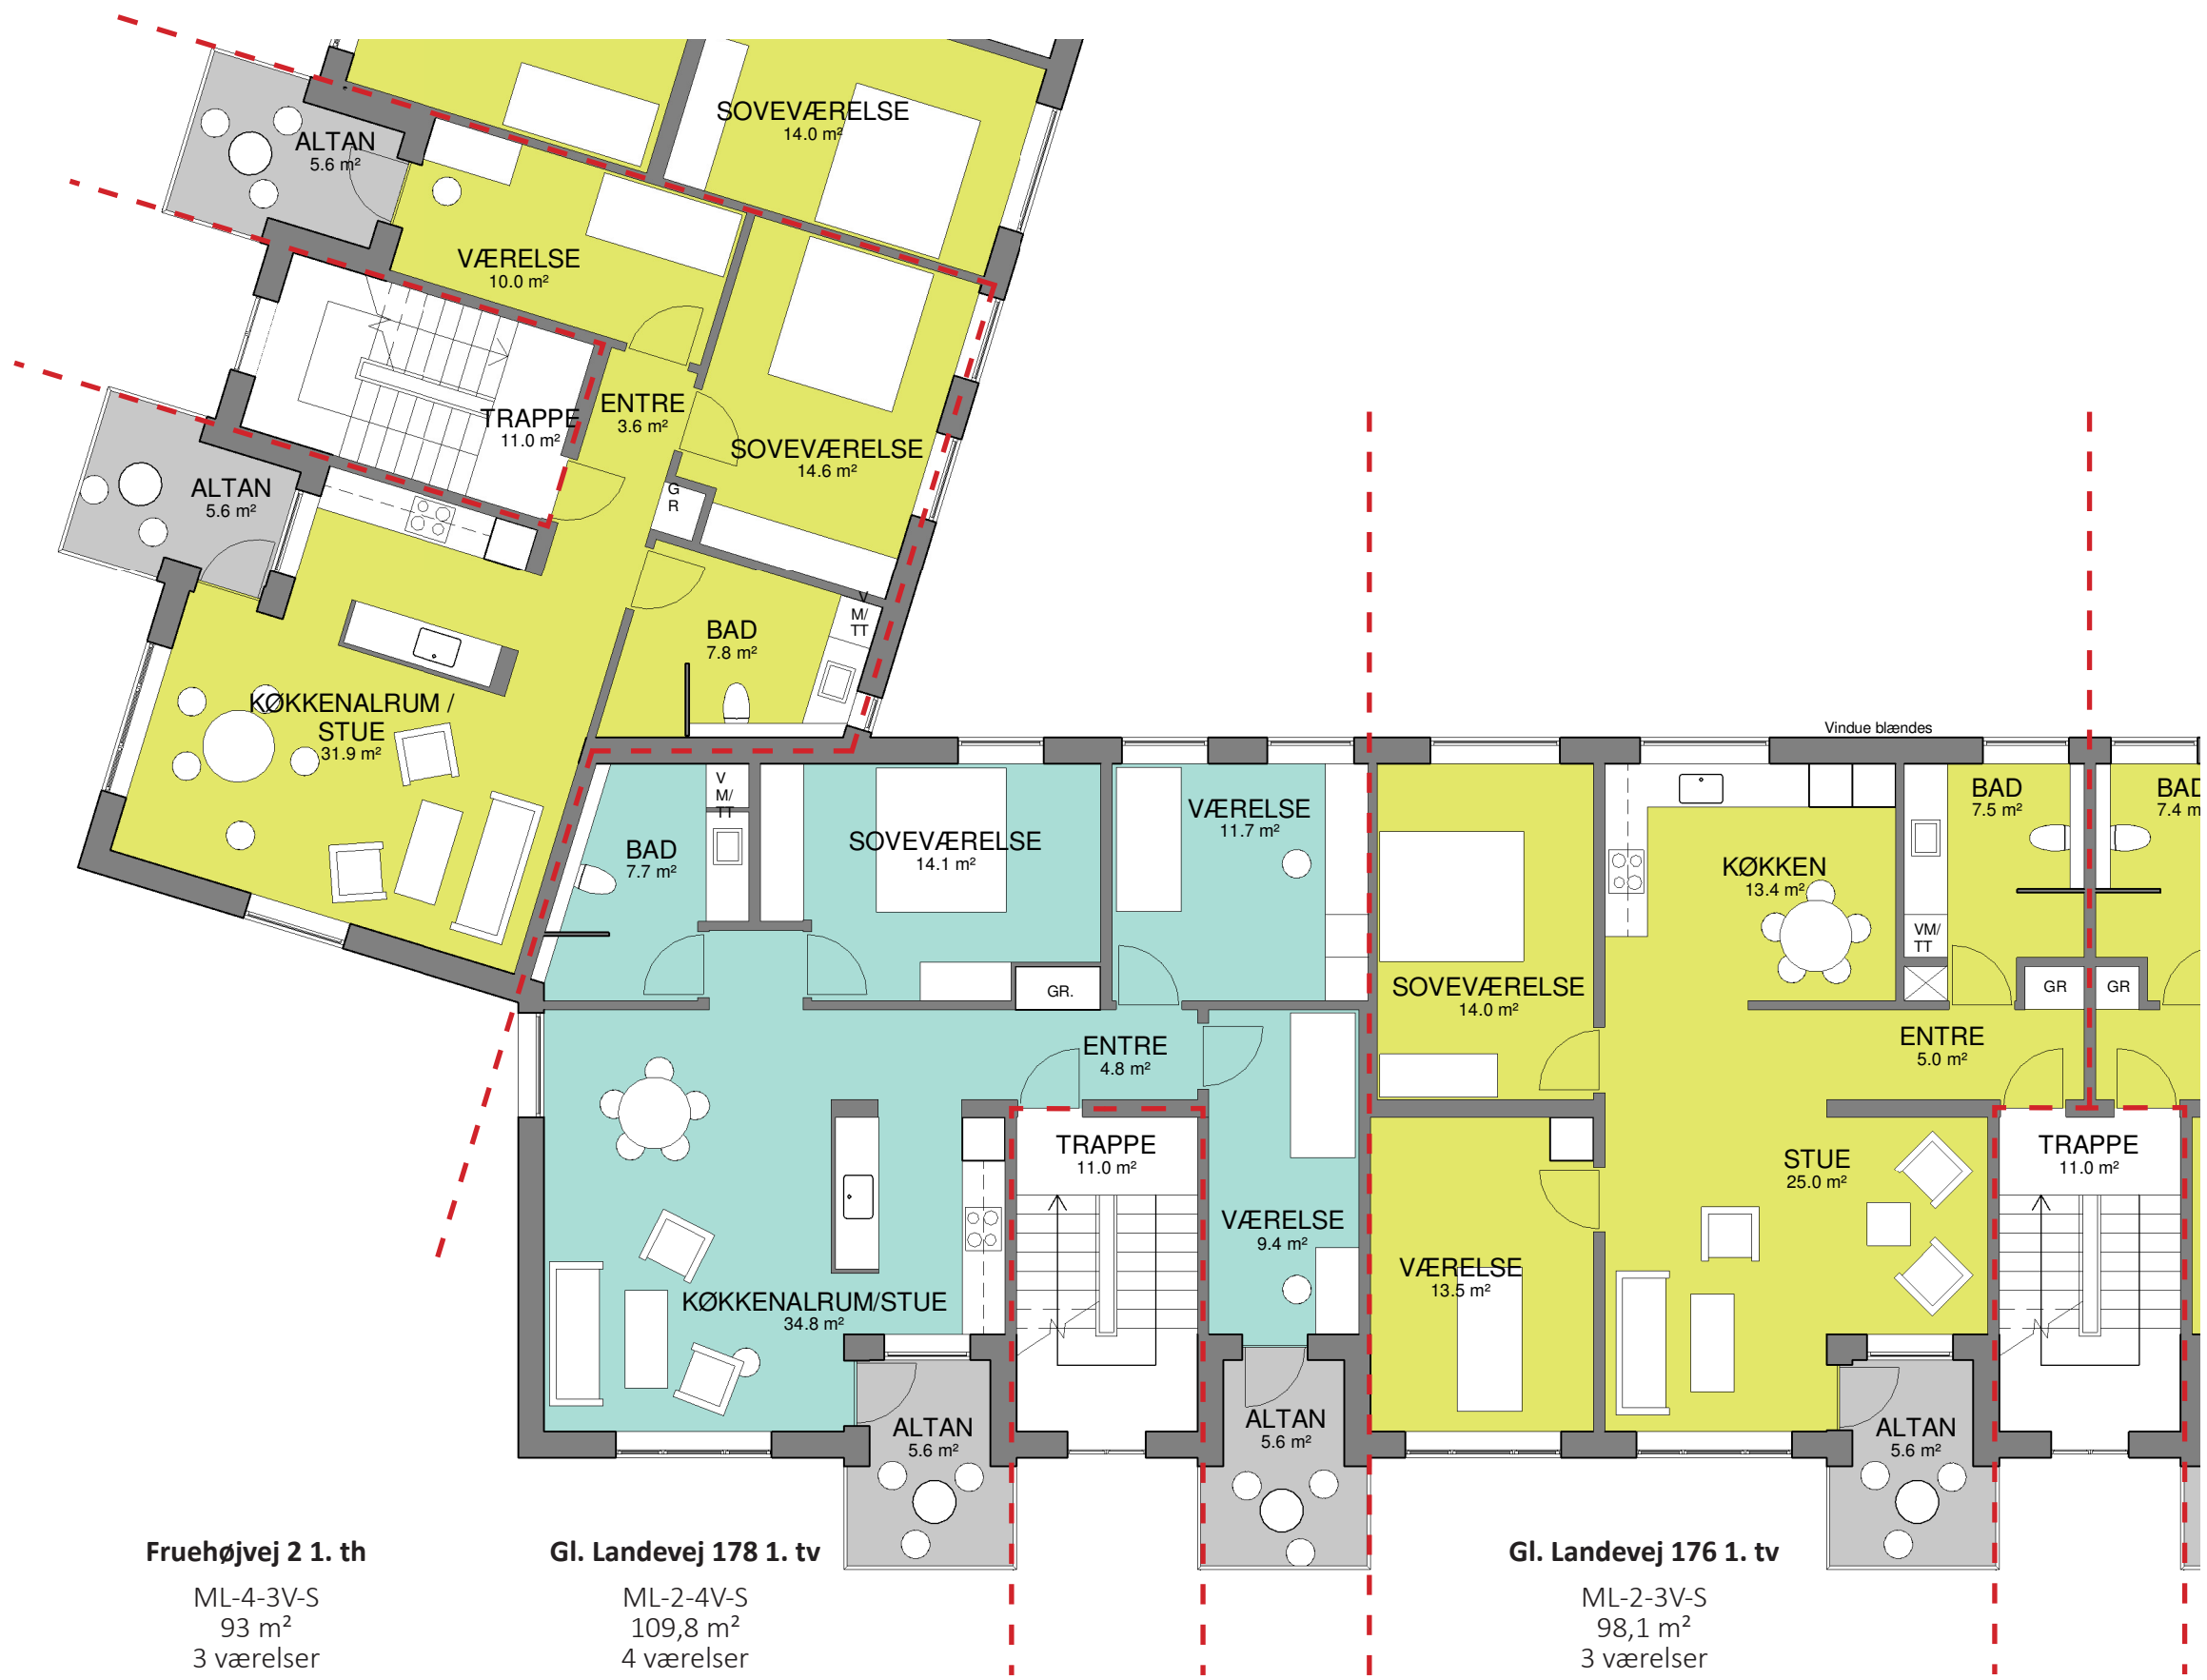 SOVEVÆRELSE
14.0 m²
ALTAN
5.6 m²
VÆRELSE
10.0 m²
TRAPPE
11.0 m²
ENTRE
3.6 m²
SOVEVÆRELSE
14.6 m²
ALTAN
5.6 m²
G
R
BAD
7.8 m²
V
M/
TT
KØKKENALRUM /
STUE
31.9 m²
Vindue blændes
V
M/
TT
BAD
7.7 m²
SOVEVÆRELSE
14.1 m²
VÆRELSE
11.7 m²
GR.
ENTRE
4.8 m²
TRAPPE
11.0 m²
VÆRELSE
9.4 m²
KØKKENALRUM/STUE
34.8 m²
ALTAN
5.6 m²
ALTAN
5.6 m²
SOVEVÆRELSE
14.0 m²
KØKKEN
13.4 m²
BAD
7.5 m²
VM/
TT
GR
GR
BAD
7.4 m
ENTRE
5.0 m²
STUE
25.0 m²
TRAPPE
11.0 m²
VÆRELSE
13.5 m²
ALTAN
5.6 m²
Fruehøjvej 2 1. th
ML-4-3V-S
93 m²
3 værelser
Gl. Landevej 178 1. tv
ML-2-4V-S
109,8 m²
4 værelser
Gl. Landevej 176 1. tv
ML-2-3V-S
98,1 m²
3 værelser